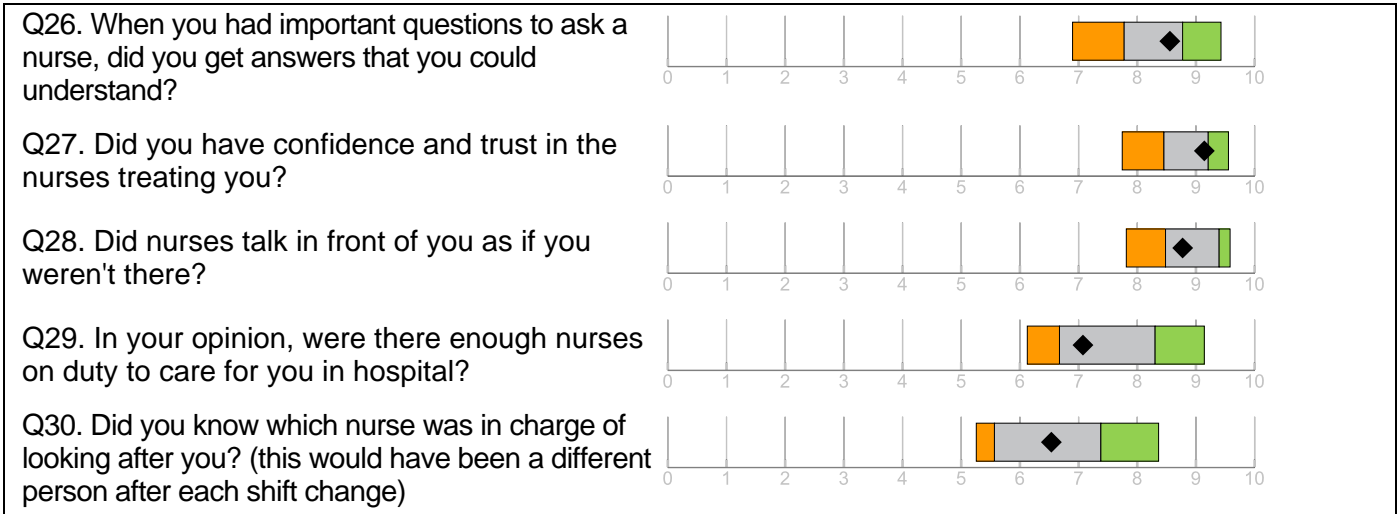 Q26. When you had important questions to ask a
nurse, did you get answers that you could
understand?
0 1 2 3 4 5 6 7 8 9 10
Q27. Did you have confidence and trust in the
nurses treating you?
0 1 2 3 4 5 6 7 8 9 10
Q28. Did nurses talk in front of you as if you
weren't there?
0 1 2 3 4 5 6 7 8 9 10
Q29. In your opinion, were there enough nurses
on duty to care for you in hospital?
0 1 2 3 4 5 6 7 8 9 10
Q30. Did you know which nurse was in charge of
looking after you? (this would have been a different
person after each shift change)
0 1 2 3 4 5 6 7 8 9 10